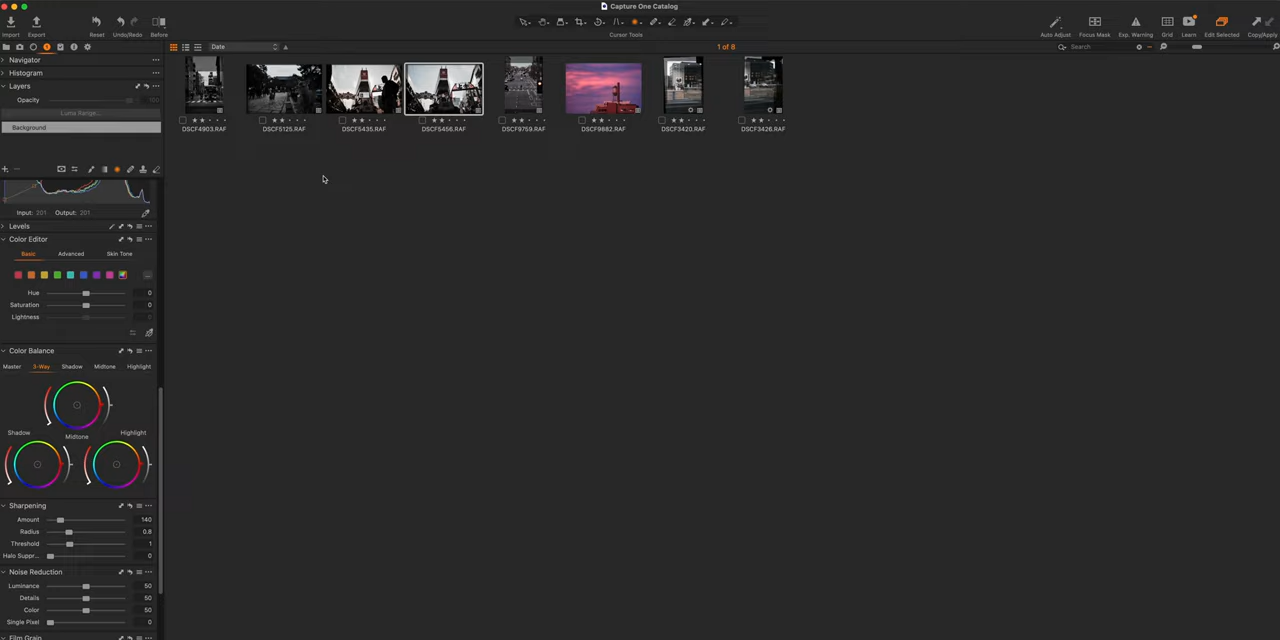 Capture One Catalog
Import Export Reset Undo/Redo Before Cursor Tools Auto Adjust Focus Mask Exp. Warning Grid Learn Edit Selected Copy/Apply
Date 1 of 8 Search
Navigator
Histogram
Layers
Opacity 100
Luma Range...
Background
DSCF4903.RAF DSCF5125.RAF DSCF5435.RAF DSCF5456.RAF DSCF9759.RAF DSCF9882.RAF DSCF3420.RAF DSCF3426.RAF
Input: 201 Output: 201
Levels
Color Editor
Basic Advanced Skin Tone
Hue 0
Saturation 0
Lightness
Color Balance
Master 3-Way Shadow Midtone Highlight
Shadow Midtone Highlight
Sharpening
Amount 140
Radius 0.8
Threshold 1
Halo Suppr... 0
Noise Reduction
Luminance 50
Details 50
Color 50
Single Pixel 0
Film Grain